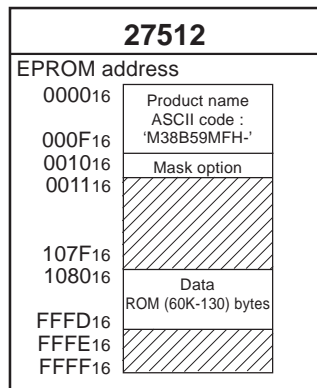 27512
EPROM address
0000₁₆
Product name
ASCII code :
‘M38B59MFH-’
000F₁₆
0010₁₆ Mask option
0011₁₆
107F₁₆
1080₁₆
Data
ROM (60K-130) bytes
FFFD₁₆
FFFE₁₆
FFFF₁₆